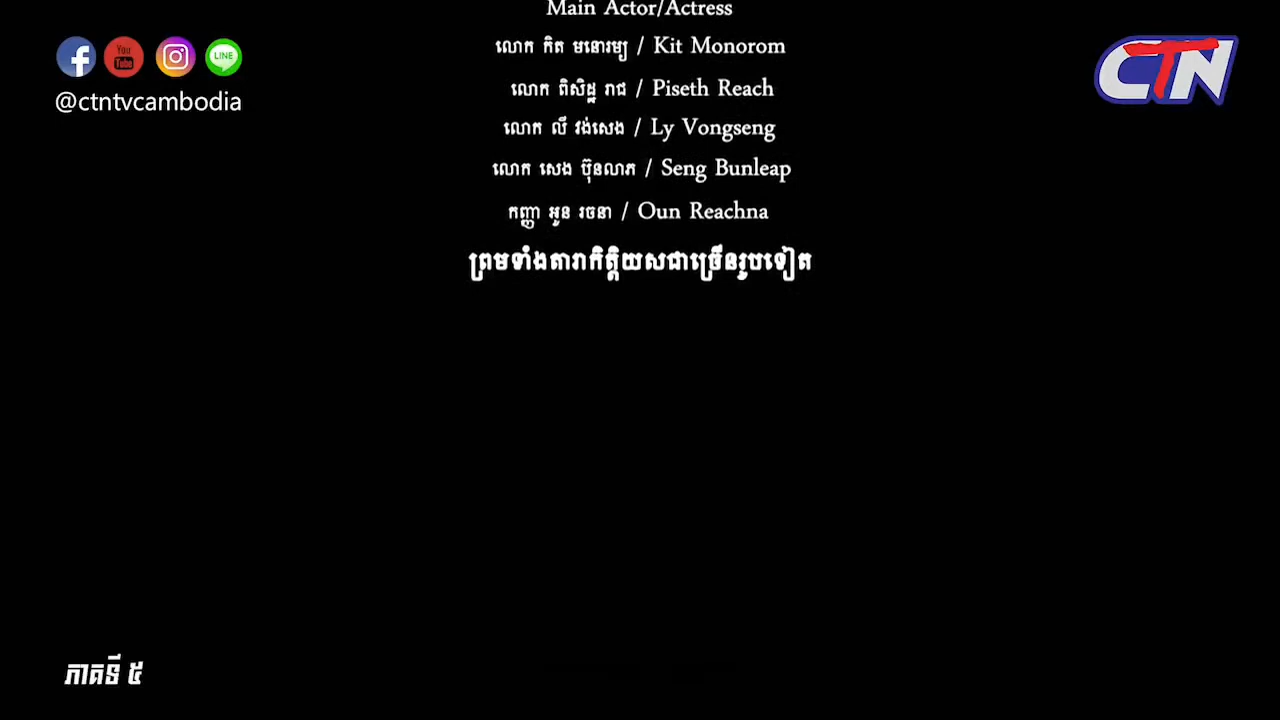 Main Actor/Actress
លោក កិត មនោរម្យ / Kit Monorom
លោក ពិសិដ្ឋ រាជ / Piseth Reach
លោក លី វង់សេង / Ly Vongseng
លោក សេង ប៊ុនលាភ / Seng Bunleap
កញ្ញា អូន រចនា / Oun Reachna
ព្រមទាំងតារាកិត្តិយសជាច្រើនរូបទៀត
You Tube
LINE
@ctntvcambodia
CTN
ភាគទី ៥